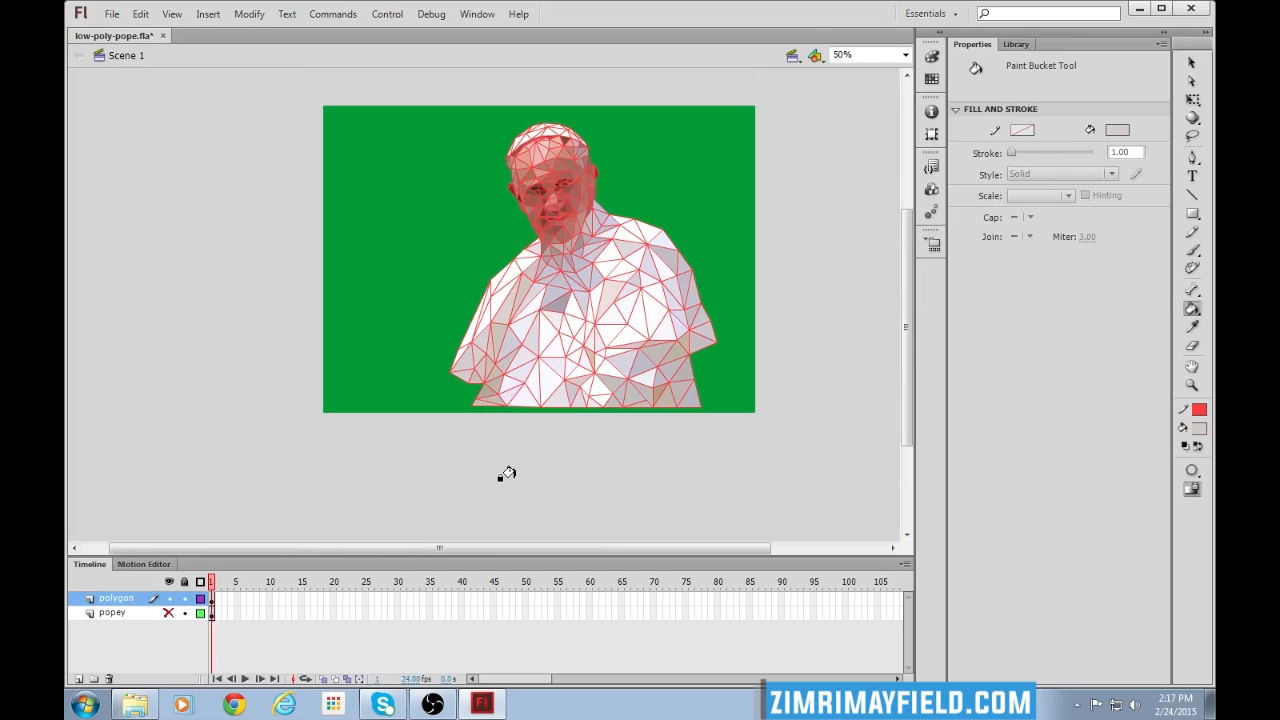 Fl File Edit View Insert Modify Text Commands Control Debug Window Help Essentials
low-poly-pope.fla* ×
Scene 1 50%
Properties Library
Paint Bucket Tool
FILL AND STROKE
Stroke: 1.00
Style: Solid
Scale: Hinting
Cap: Join: Miter: 3.00
Timeline Motion Editor
1 5 10 15 20 25 30 35 40 45 50 55 60 65 70 75 80 85 90 95 100 105
polygon
popey
1 24.00 fps 0.0 s
ZIMRIMAYFIELD.COM
2:17 PM
2/24/2015